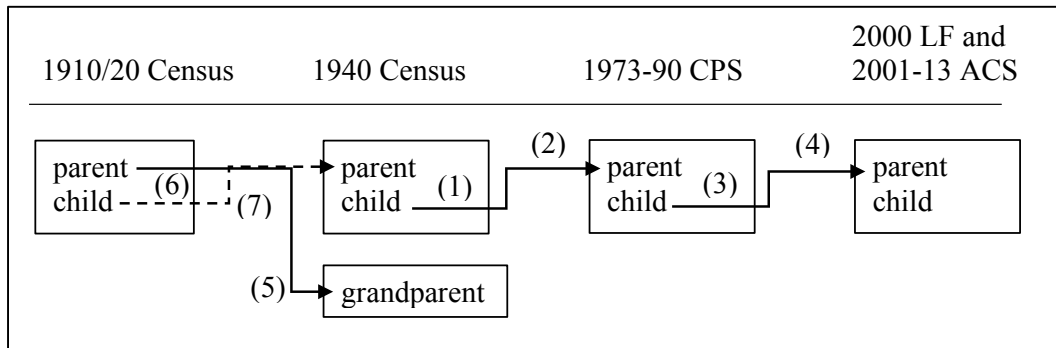 2000 LF and
1910/20 Census 1940 Census 1973-90 CPS 2001-13 ACS
(2) (4)
parent parent parent parent
(6) (1) (3)
child child child child
(7)
(5) grandparent